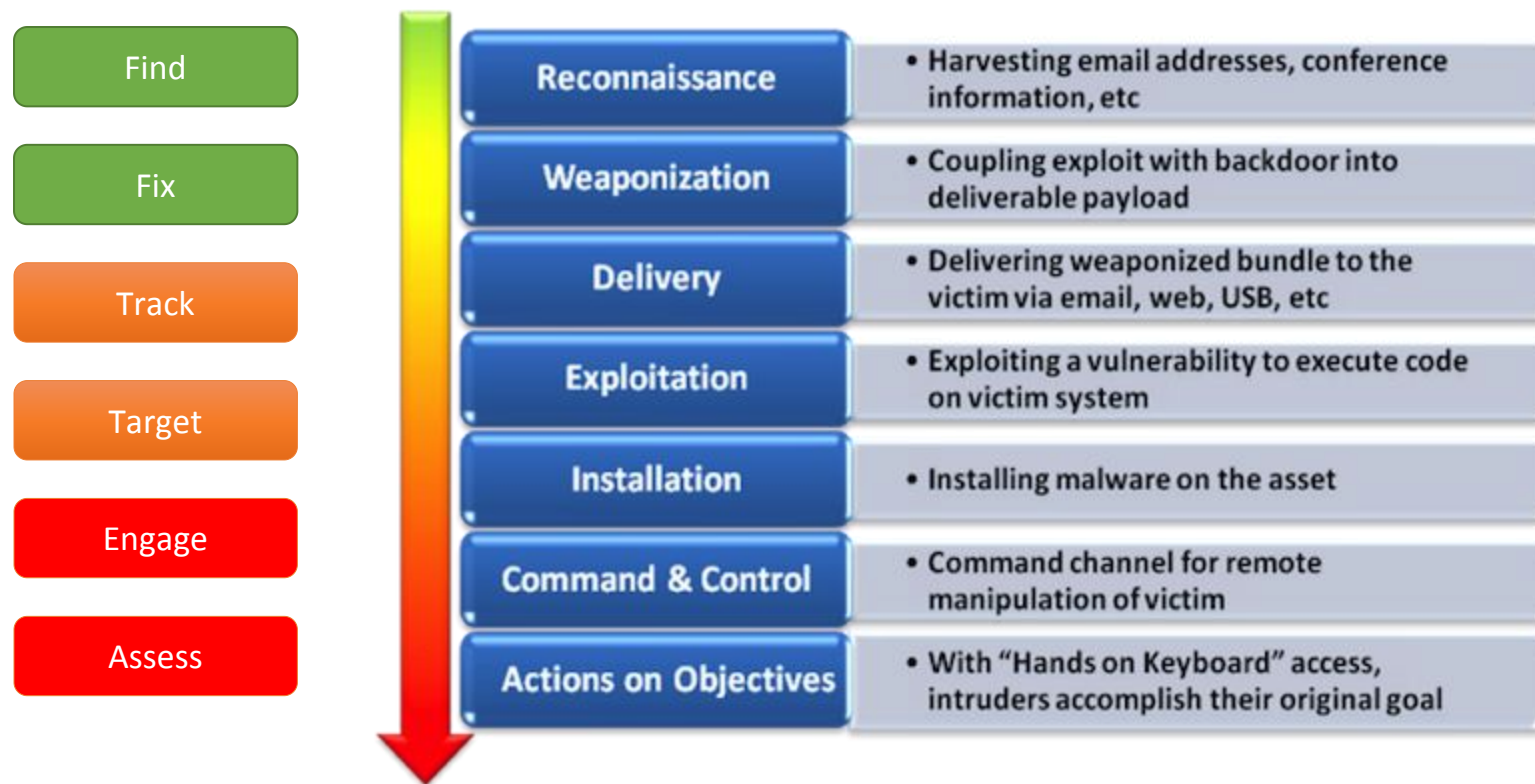 Find
Fix
Track
Target
Engage
Assess
Reconnaissance
• Harvesting email addresses, conference
information, etc
Weaponization
• Coupling exploit with backdoor into
deliverable payload
Delivery
• Delivering weaponized bundle to the
victim via email, web, USB, etc
Exploitation
• Exploiting a vulnerability to execute code
on victim system
Installation
• Installing malware on the asset
Command & Control
• Command channel for remote
manipulation of victim
Actions on Objectives
• With “Hands on Keyboard” access,
intruders accomplish their original goal